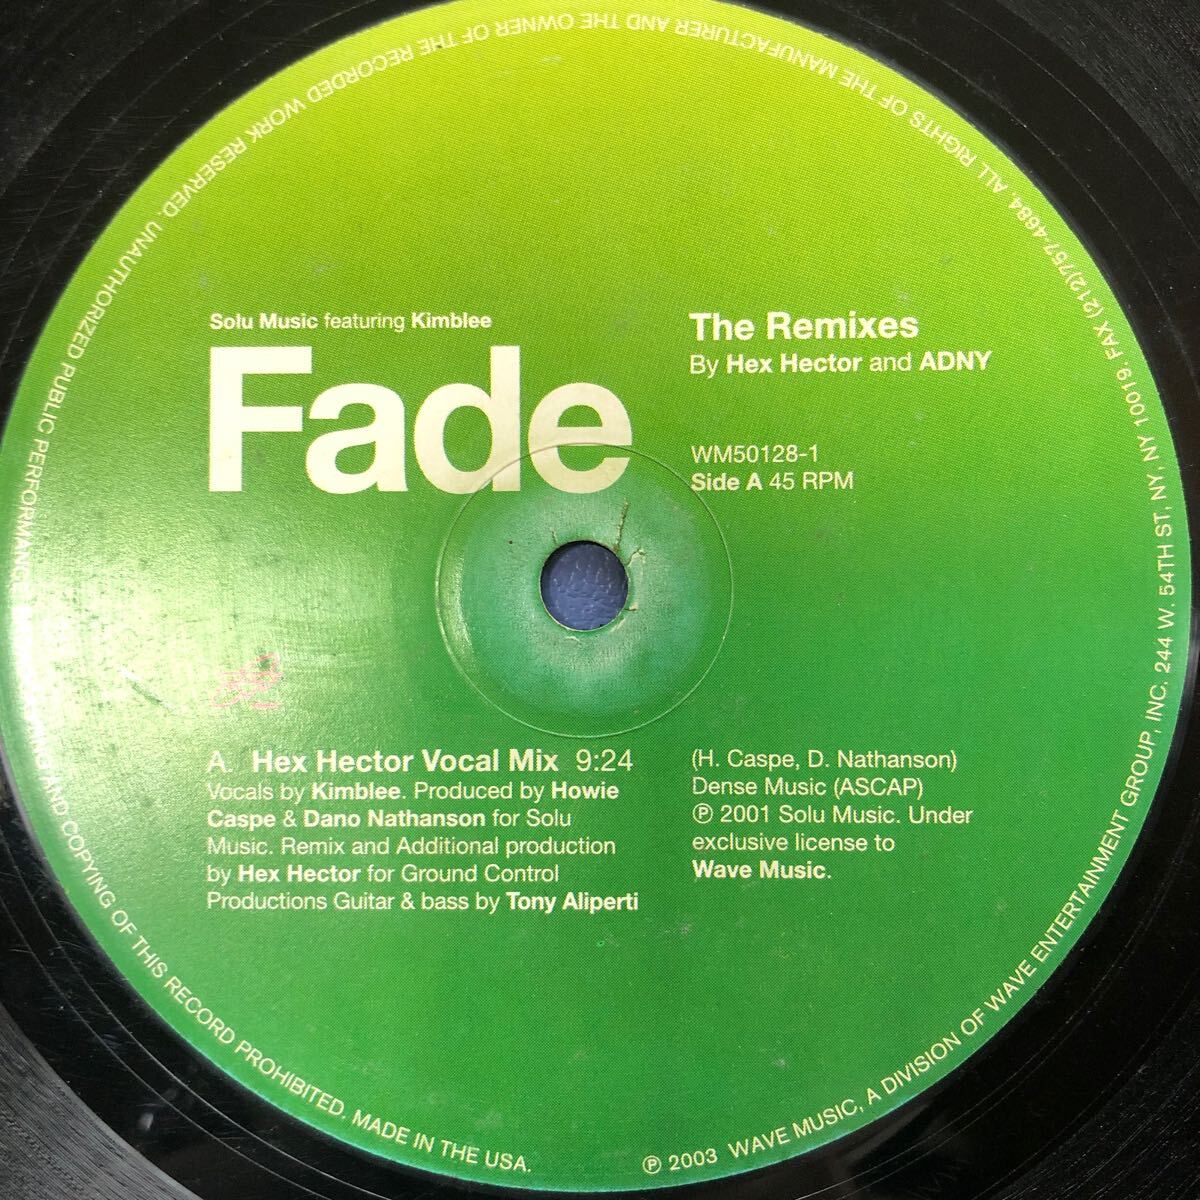 Solu Music featuring Kimblee
Fade
The Remixes
By Hex Hector and ADNY
WM50128-1
Side A 45 RPM
A. Hex Hector Vocal Mix 9:24
Vocals by Kimblee. Produced by Howie
Caspe & Dano Nathanson for Solu
Music. Remix and Additional production
by Hex Hector for Ground Control
Productions Guitar & bass by Tony Aliperti
(H. Caspe, D. Nathanson)
Dense Music (ASCAP)
℗ 2001 Solu Music. Under
exclusive license to
Wave Music.
℗ 2003 WAVE MUSIC, A DIVISION OF WAVE ENTERTAINMENT GROUP, INC. 244 W. 54TH ST, NY, NY 10019. FAX (212)757-4684. ALL RIGHTS OF THE MANUFACTURER AND THE OWNER OF THE RECORDED WORK RESERVED. UNAUTHORIZED PUBLIC PERFORMANCE AND COPYING OF THIS RECORD PROHIBITED. MADE IN THE USA.